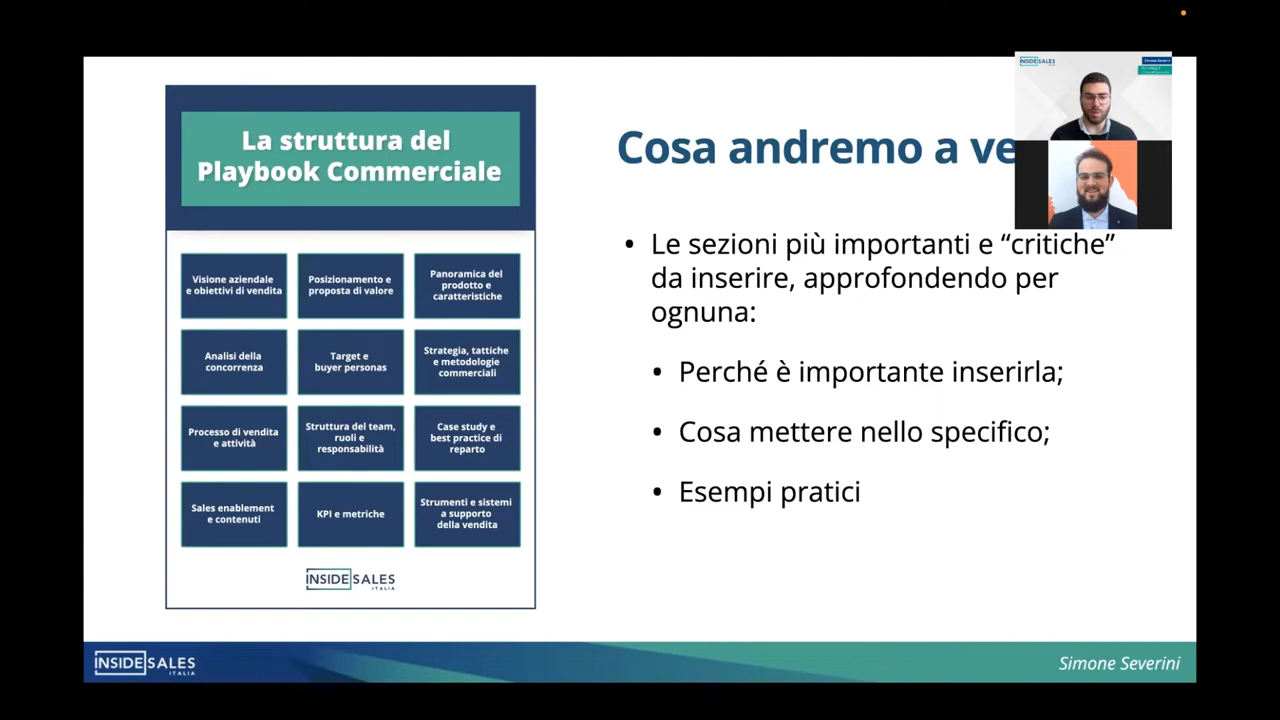 La struttura del
Playbook Commerciale
Visione aziendale
e obiettivi di vendita
Posizionamento e
proposta di valore
Panoramica del
prodotto e
caratteristiche
Analisi della
concorrenza
Target e
buyer personas
Strategia, tattiche
e metodologie
commerciali
Processo di vendita
e attività
Struttura del team,
ruoli e
responsabilità
Case study e
best practice di
reparto
Sales enablement
e contenuti
KPI e metriche
Strumenti e sistemi
a supporto
della vendita
INSIDE SALES
ITALIA
Cosa andremo a ve
• Le sezioni più importanti e “critiche”
da inserire, approfondendo per
ognuna:
• Perché è importante inserirla;
• Cosa mettere nello specifico;
• Esempi pratici
INSIDE SALES
Simone Severini
INSIDE SALES
ITALIA
Simone Severini